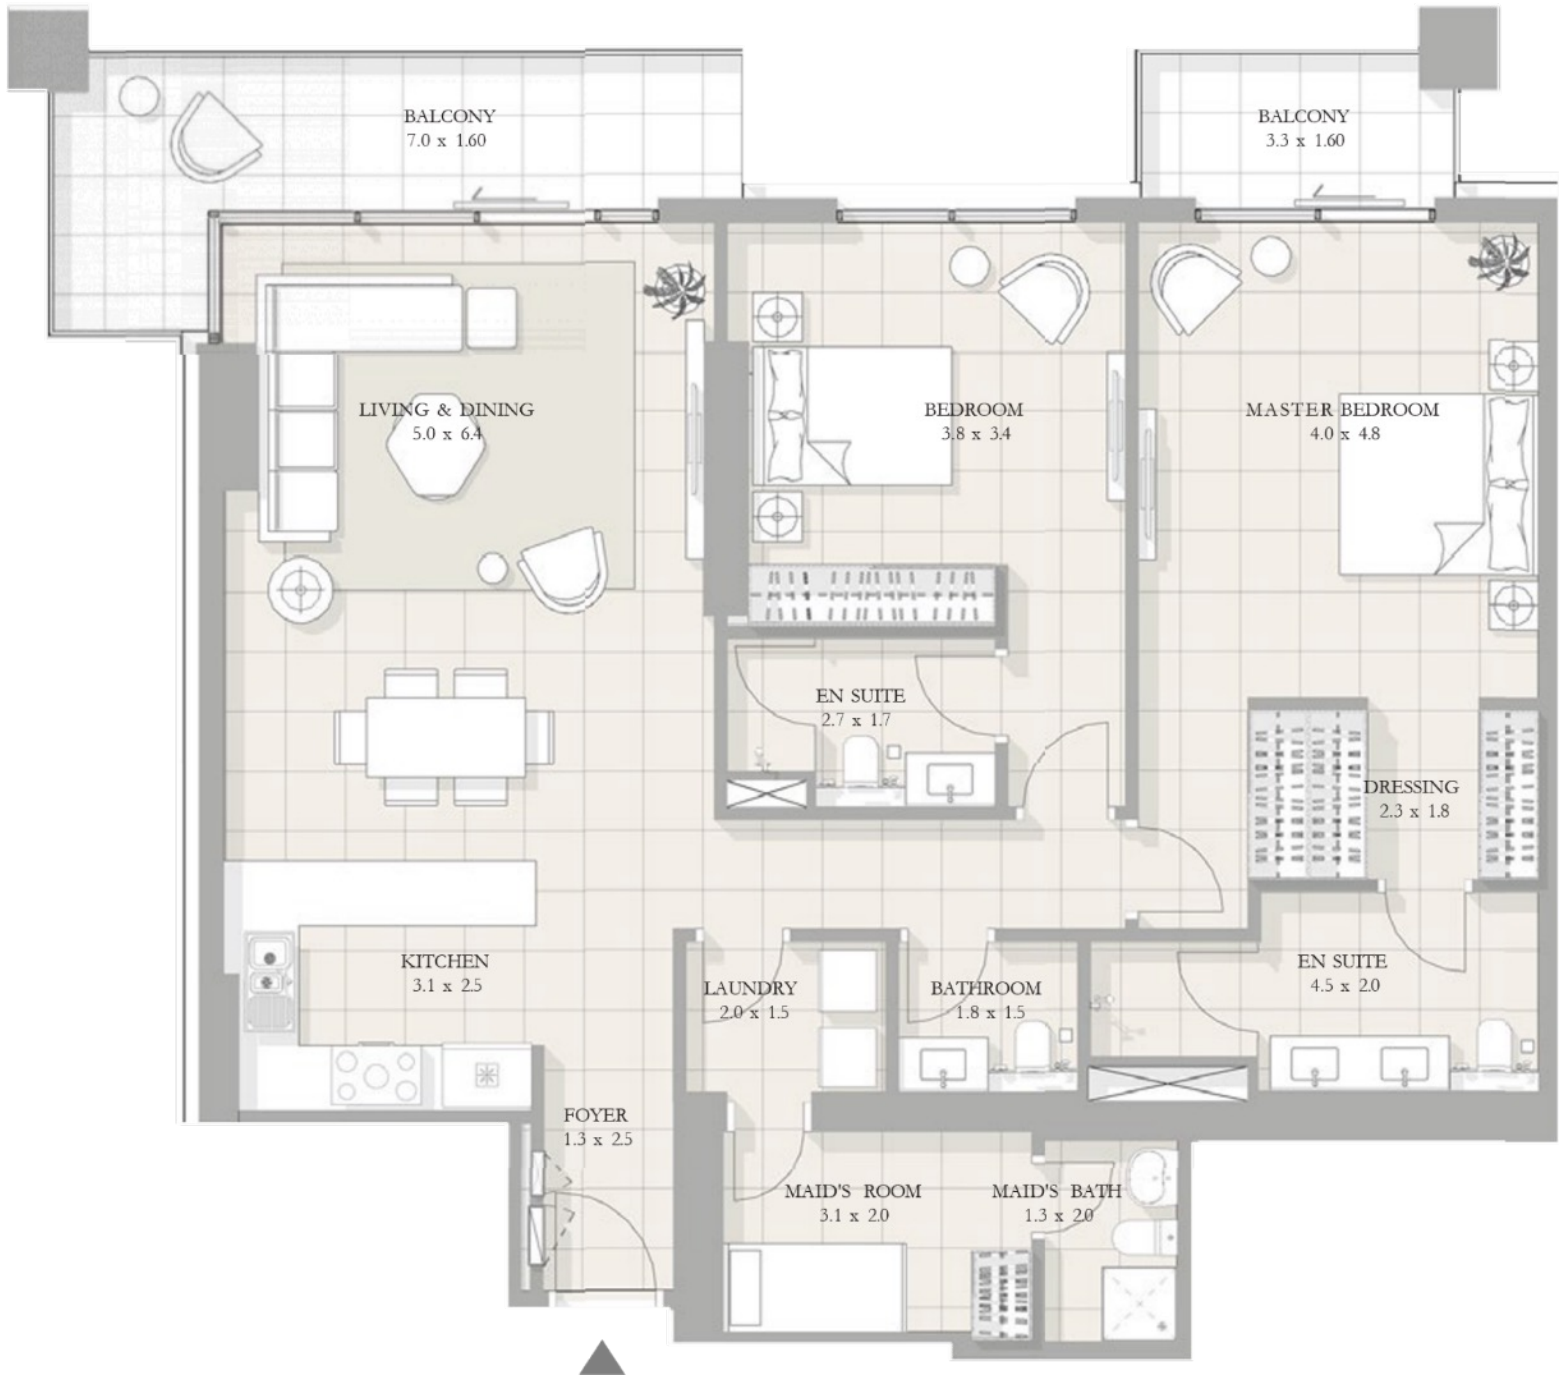 BALCONY
7.0 x 1.60
BALCONY
3.3 x 1.60
LIVING & DINING
5.0 x 6.4
BEDROOM
3.8 x 3.4
MASTER BEDROOM
4.0 x 4.8
EN SUITE
2.7 x 1.7
DRESSING
2.3 x 1.8
KITCHEN
3.1 x 2.5
LAUNDRY
2.0 x 1.5
BATHROOM
1.8 x 1.5
EN SUITE
4.5 x 2.0
FOYER
1.3 x 2.5
MAID'S ROOM
3.1 x 2.0
MAID'S BATH
1.3 x 2.0